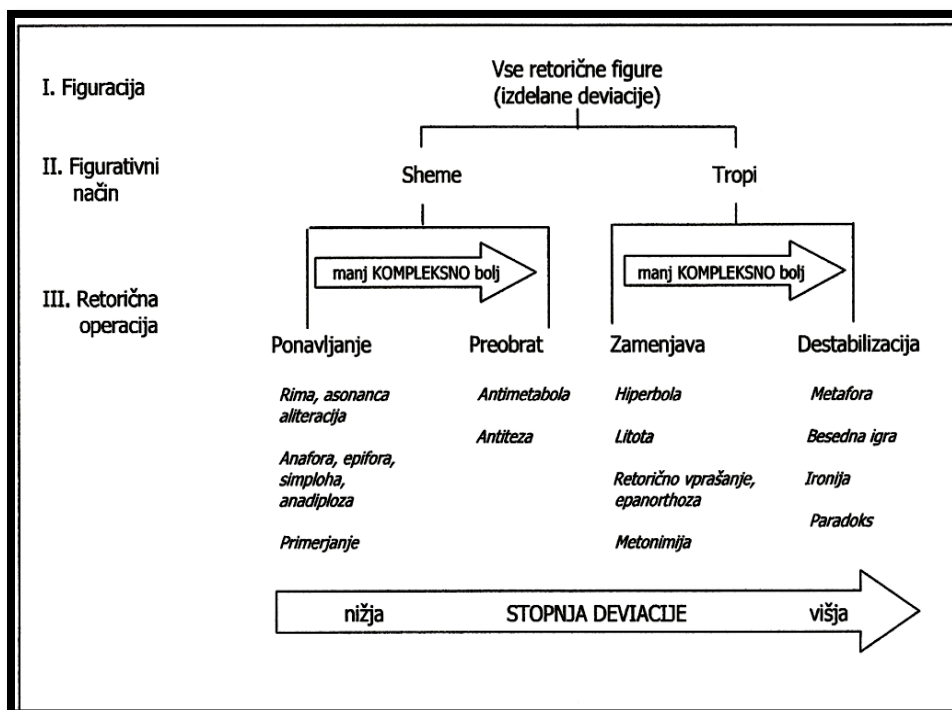 I. Figuracija
Vse retorične figure
(izdelane deviacije)
II. Figurativni
način
Sheme
Tropi
manj KOMPLEKSNO bolj
manj KOMPLEKSNO bolj
III. Retorična
operacija
Ponavljanje
Preobrat
Zamenjava
Destabilizacija
Rima, asonanca
aliteracija
Anafora, epifora,
simploha,
anadiploza
Primerjanje
Antimetabola
Antiteza
Hiperbola
Litota
Retorično vprašanje,
epanorthoza
Metonimija
Metafora
Besedna igra
Ironija
Paradoks
nižja
STOPNJA DEVIACIJE
višja